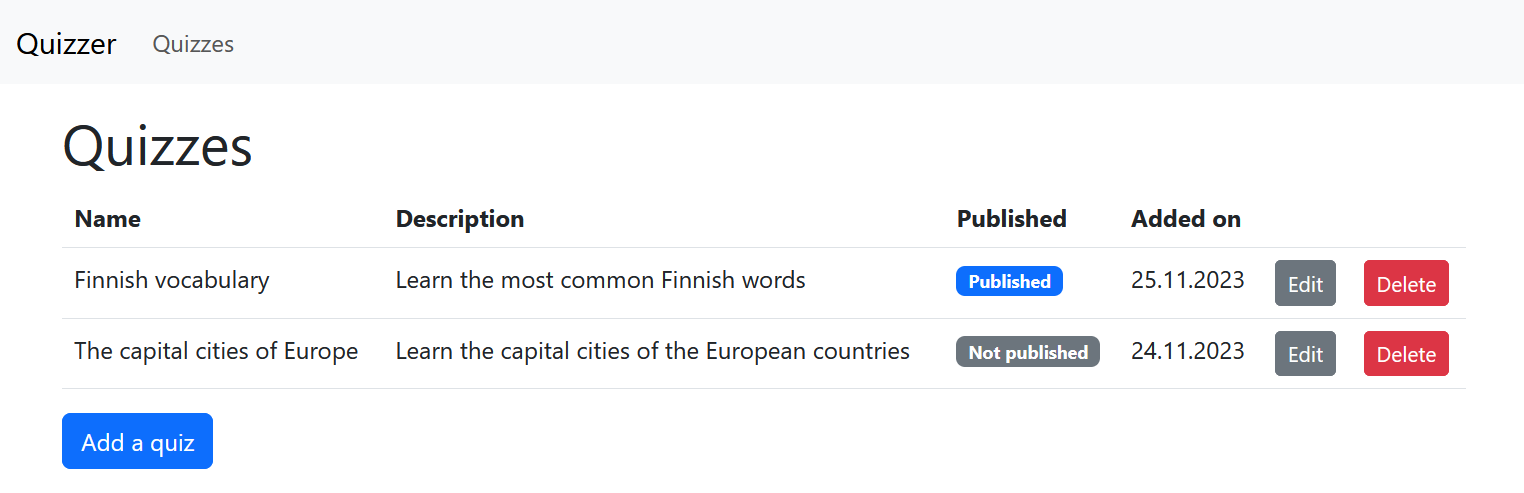 Quizzer Quizzes
Quizzes
Name Description Published Added on
Finnish vocabulary Learn the most common Finnish words Published 25.11.2023 Edit Delete
The capital cities of Europe Learn the capital cities of the European countries Not published 24.11.2023 Edit Delete
Add a quiz